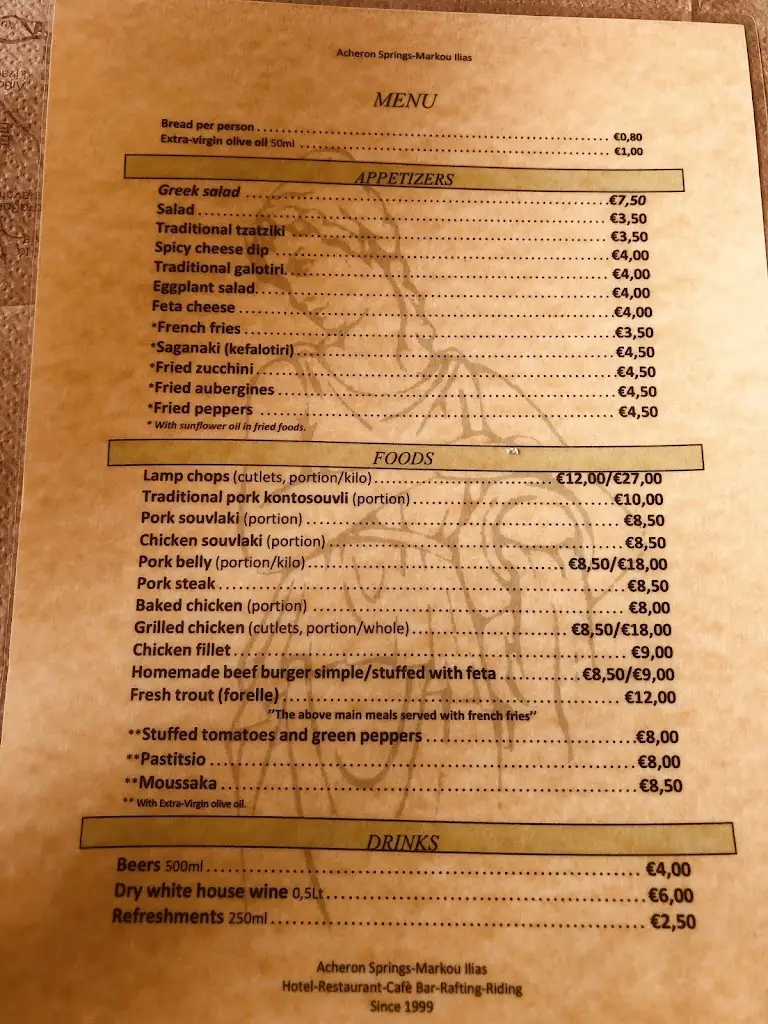 Acheron Springs-Markou Ilias
MENU
Bread per person €0,80
Extra-virgin olive oil 50ml €1,00
APPETIZERS
Greek salad €7,50
Salad €3,50
Traditional tzatziki €3,50
Spicy cheese dip €4,00
Traditional galotiri €4,00
Eggplant salad €4,00
Feta cheese €4,00
*French fries €3,50
*Saganaki (kefalotiri) €4,50
*Fried zucchini €4,50
*Fried aubergines €4,50
*Fried peppers €4,50
* With sunflower oil in fried foods.
FOODS
Lamp chops (cutlets, portion/kilo) €12,00/€27,00
Traditional pork kontosouvli (portion) €10,00
Pork souvlaki (portion) €8,50
Chicken souvlaki (portion) €8,50
Pork belly (portion/kilo) €8,50/€18,00
Pork steak €8,50
Baked chicken (portion) €8,00
Grilled chicken (cutlets, portion/whole) €8,50/€18,00
Chicken fillet €9,00
Homemade beef burger simple/stuffed with feta €8,50/€9,00
Fresh trout (forelle) €12,00
"The above main meals served with french fries"
**Stuffed tomatoes and green peppers €8,00
**Pastitsio €8,00
**Moussaka €8,50
** With Extra-Virgin olive oil.
DRINKS
Beers 500ml €4,00
Dry white house wine 0,5Lt €6,00
Refreshments 250ml €2,50
Acheron Springs-Markou Ilias
Hotel-Restaurant-Cafè Bar-Rafting-Riding
Since 1999